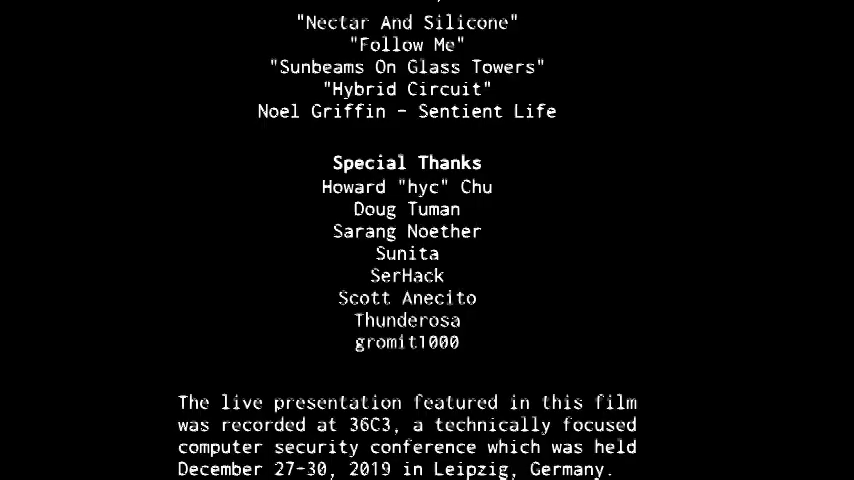 "Nectar And Silicone"
"Follow Me"
"Sunbeams On Glass Towers"
"Hybrid Circuit"
Noel Griffin – Sentient Life
Special Thanks
Howard "hyc" Chu
Doug Tuman
Sarang Noether
Sunita
SerHack
Scott Anecito
Thunderosa
gromit1000
The live presentation featured in this film
was recorded at 36C3, a technically focused
computer security conference which was held
December 27-30, 2019 in Leipzig, Germany.